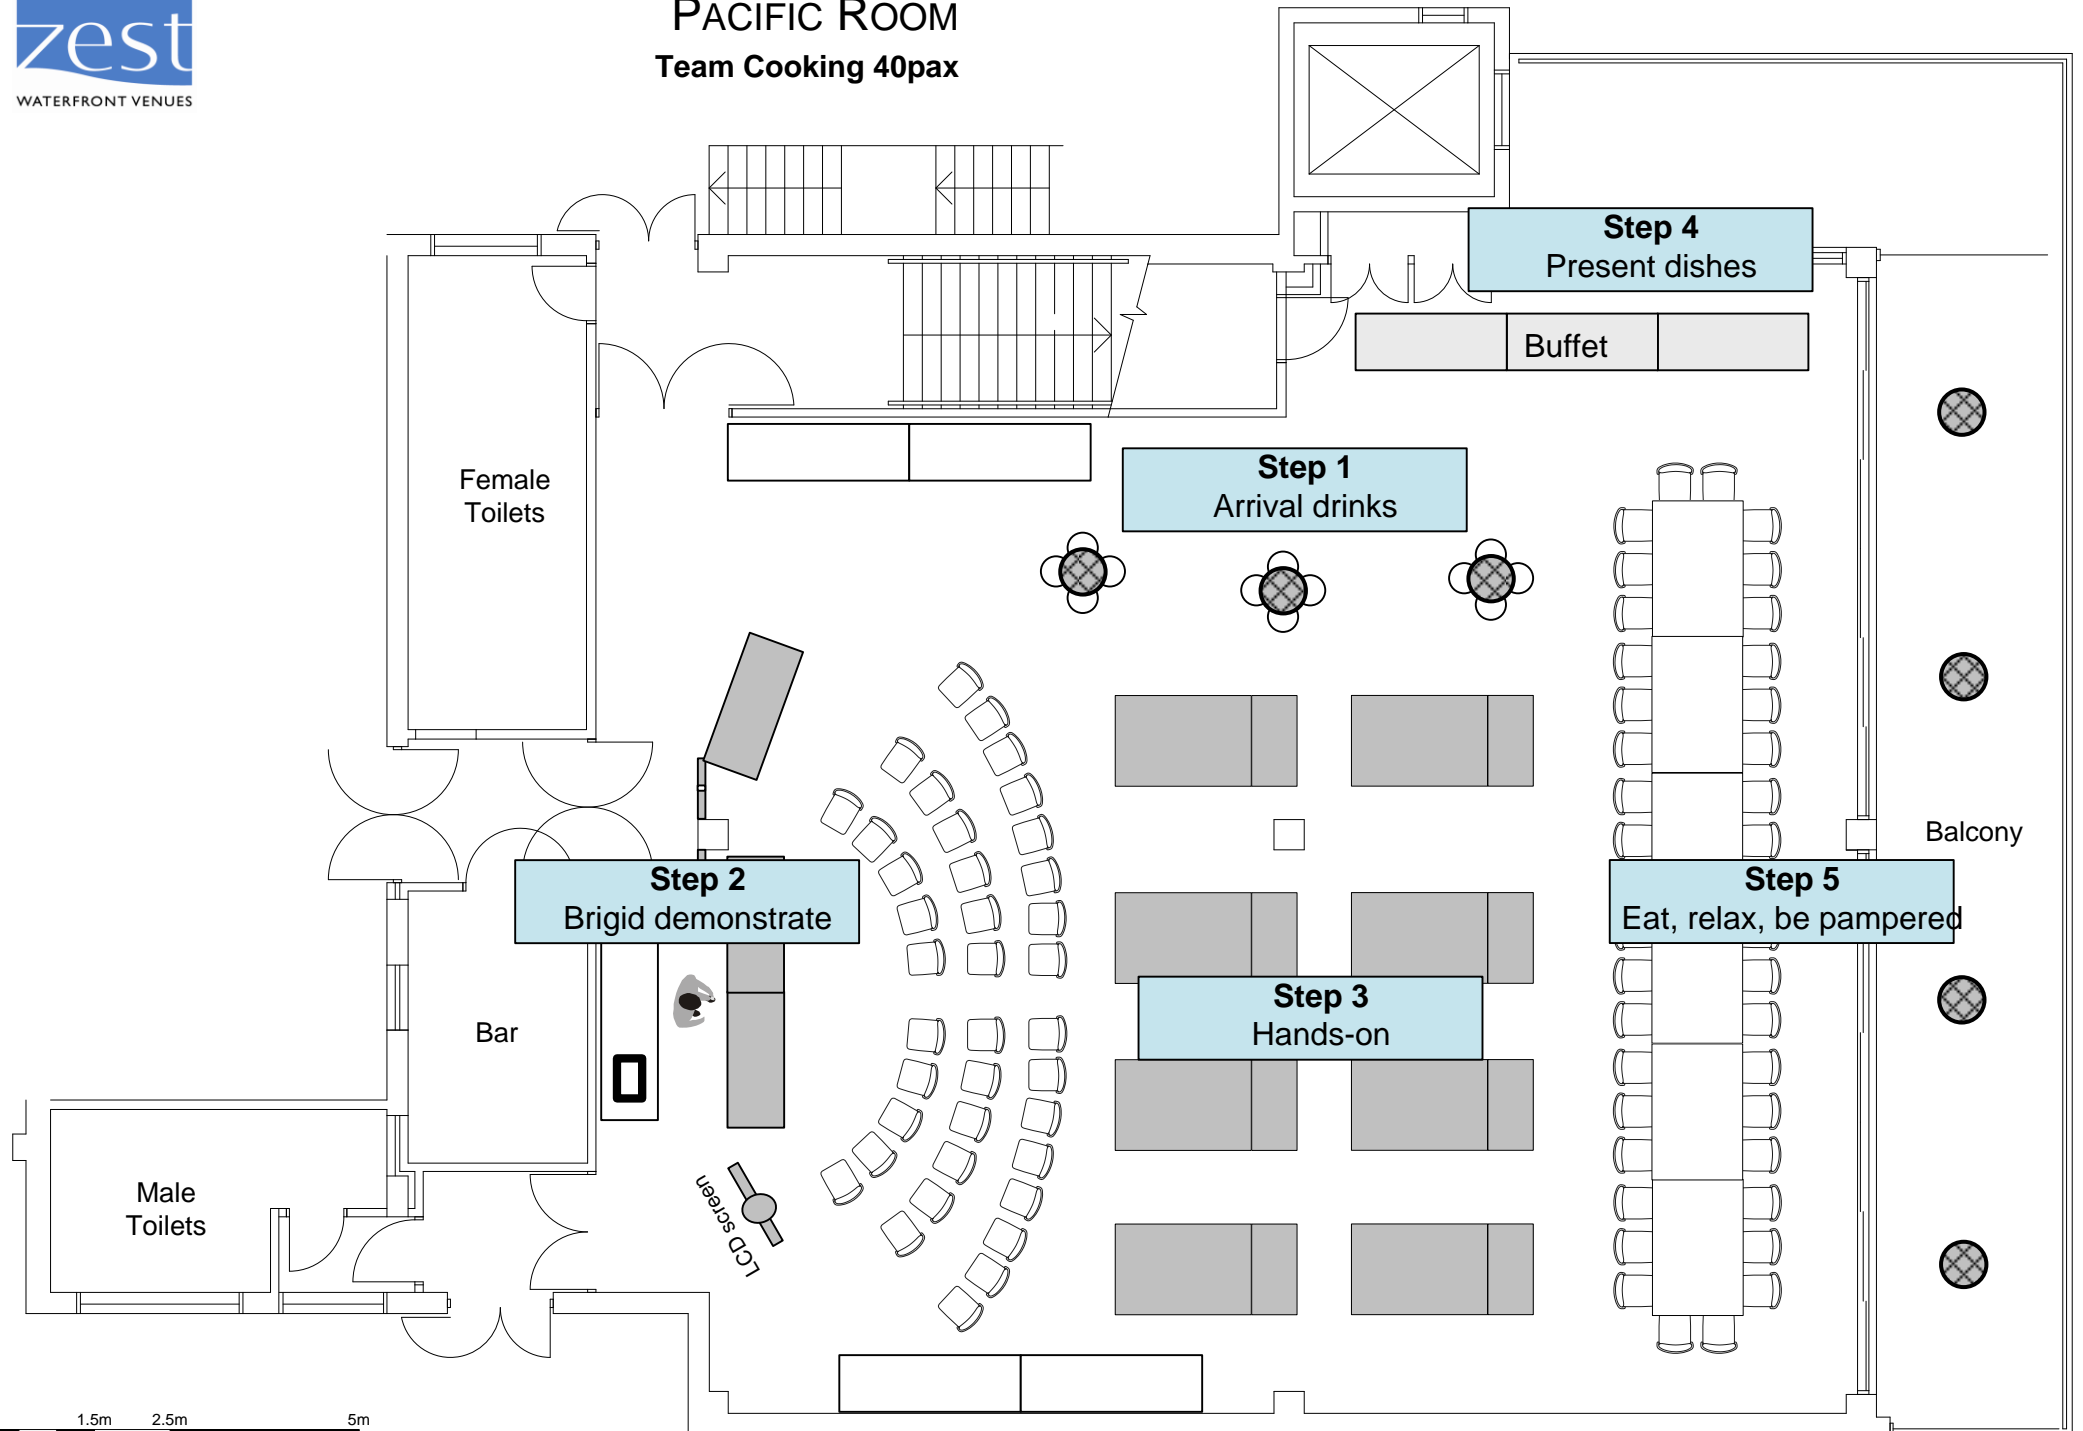 zest
WATERFRONT VENUES
PACIFIC ROOM
Team Cooking 40pax
Step 4
Present dishes
Buffet
Step 1
Arrival drinks
Female
Toilets
Balcony
Step 2
Brigid demonstrate
Step 5
Eat, relax, be pampered
Step 3
Hands-on
Bar
LCD screen
Male
Toilets
1.5m 2.5m 5m